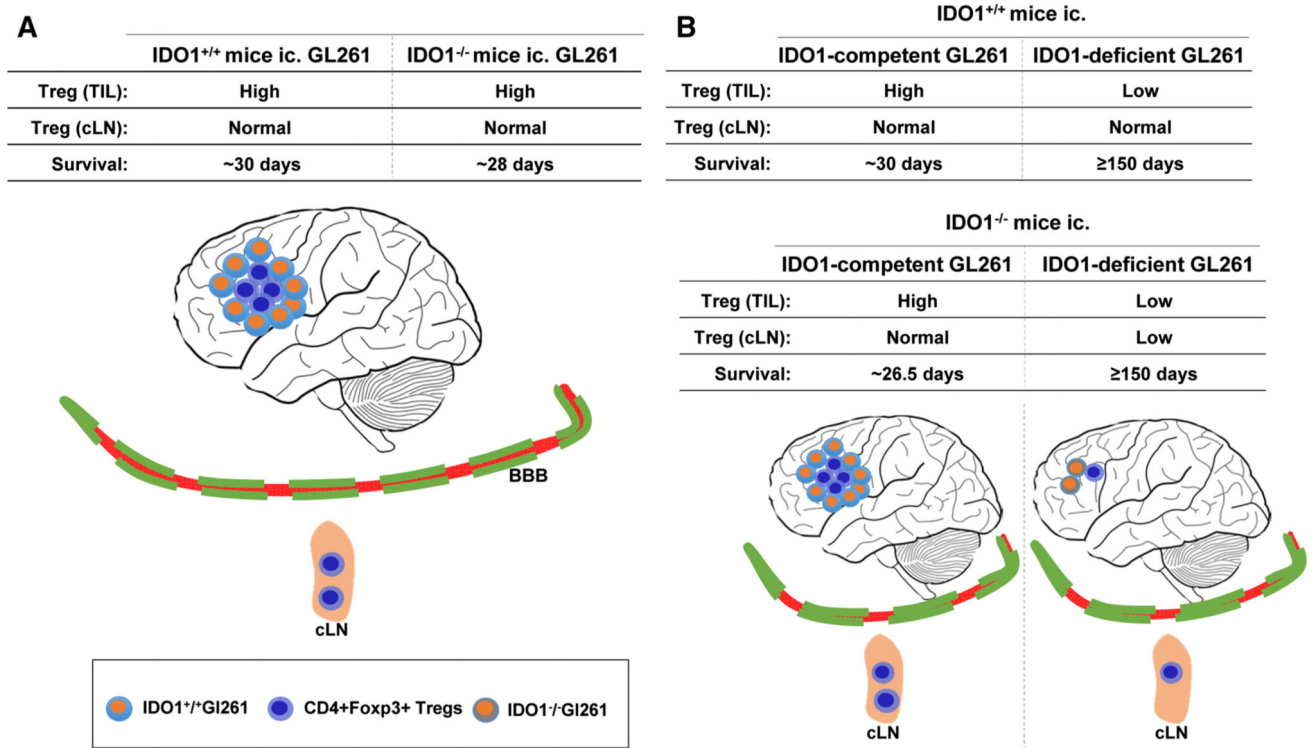 A
IDO1+/+ mice ic. GL261 IDO1-/- mice ic. GL261
Treg (TIL): High High
Treg (cLN): Normal Normal
Survival: ~30 days ~28 days
BBB
cLN
IDO1+/+Gl261 CD4+Foxp3+ Tregs IDO1-/-Gl261
B
IDO1+/+ mice ic.
IDO1-competent GL261 IDO1-deficient GL261
Treg (TIL): High Low
Treg (cLN): Normal Normal
Survival: ~30 days ≥150 days
IDO1-/- mice ic.
IDO1-competent GL261 IDO1-deficient GL261
Treg (TIL): High Low
Treg (cLN): Normal Low
Survival: ~26.5 days ≥150 days
cLN cLN